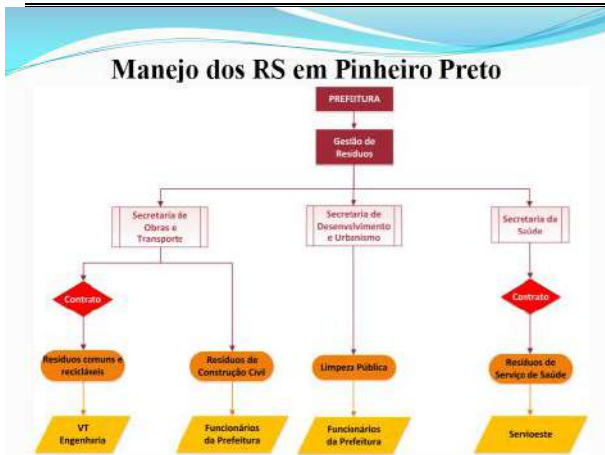 Manejo dos RS em Pinheiro Preto
PREFEITURA
Gestão de
Resíduos
Secretaria de
Obras e
Transporte
Secretaria de
Desenvolvimento
e Urbanismo
Secretaria da
Saúde
Contrato
Contrato
Resíduos comuns e
recicláveis
Resíduos de
Construção Civil
Limpeza Pública
Resíduos de
Serviço de Saúde
VT
Engenharia
Funcionários
da Prefeitura
Funcionários
da Prefeitura
Servioeste